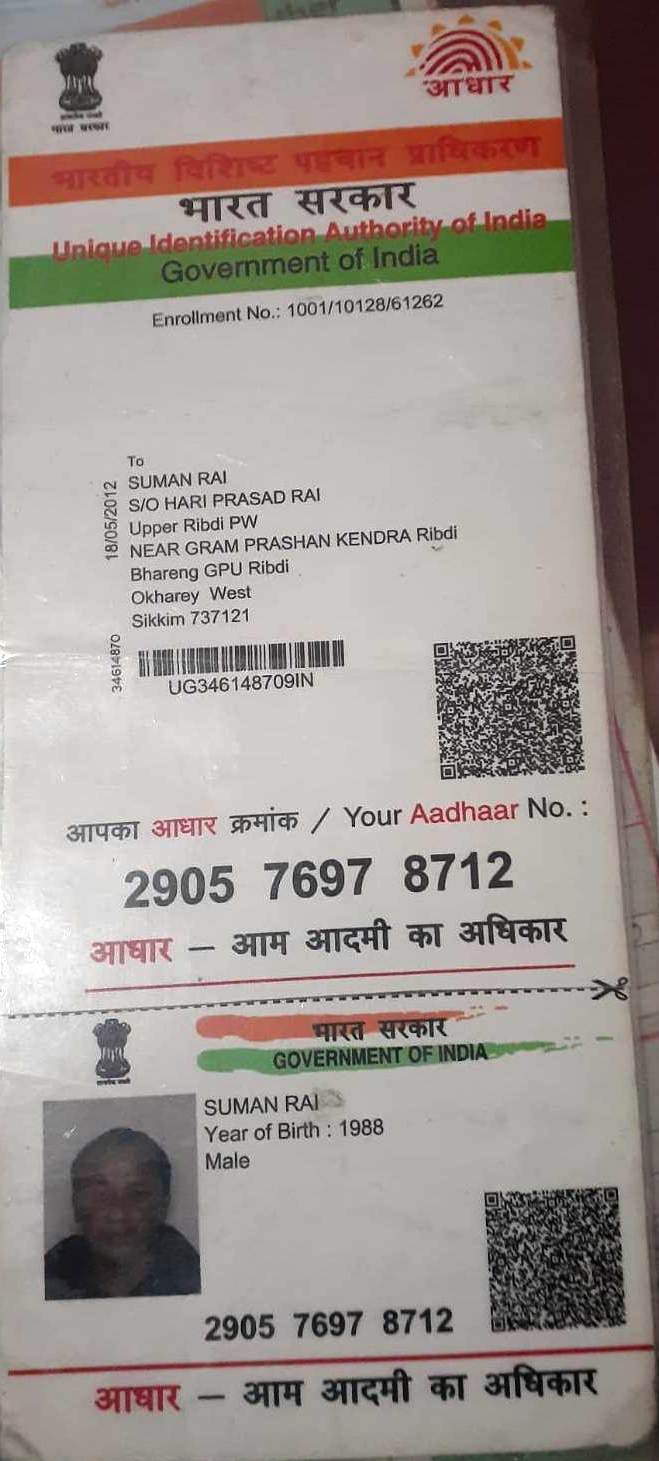 भारत सरकार
आधार
भारतीय विशिष्ट पहचान प्राधिकरण
भारत सरकार
Unique Identification Authority of India
Government of India
Enrollment No.: 1001/10128/61262
To
SUMAN RAI
S/O HARI PRASAD RAI
Upper Ribdi PW
NEAR GRAM PRASHAN KENDRA Ribdi
Bhareng GPU Ribdi
Okharey West
Sikkim 737121
18/05/2012
34614870
UG346148709IN
आपका आधार क्रमांक / Your Aadhaar No. :
2905 7697 8712
आधार — आम आदमी का अधिकार
भारत सरकार
GOVERNMENT OF INDIA
SUMAN RAI
Year of Birth : 1988
Male
2905 7697 8712
आधार — आम आदमी का अधिकार